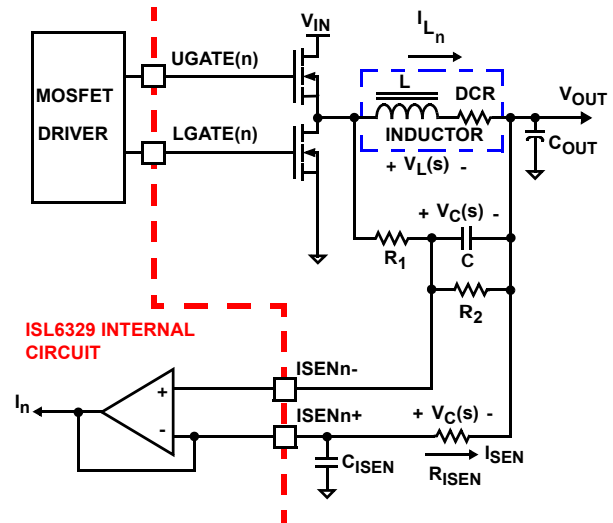 V_IN
I_Ln
UGATE(n)
L
DCR
V_OUT
MOSFET
DRIVER
LGATE(n)
INDUCTOR
C_OUT
+ V_L(s) -
+ V_C(s) -
R_1
C
R_2
ISL6329 INTERNAL
CIRCUIT
ISENn-
I_n
+
ISENn+
-
+ V_C(s) -
C_ISEN
R_ISEN
I_SEN